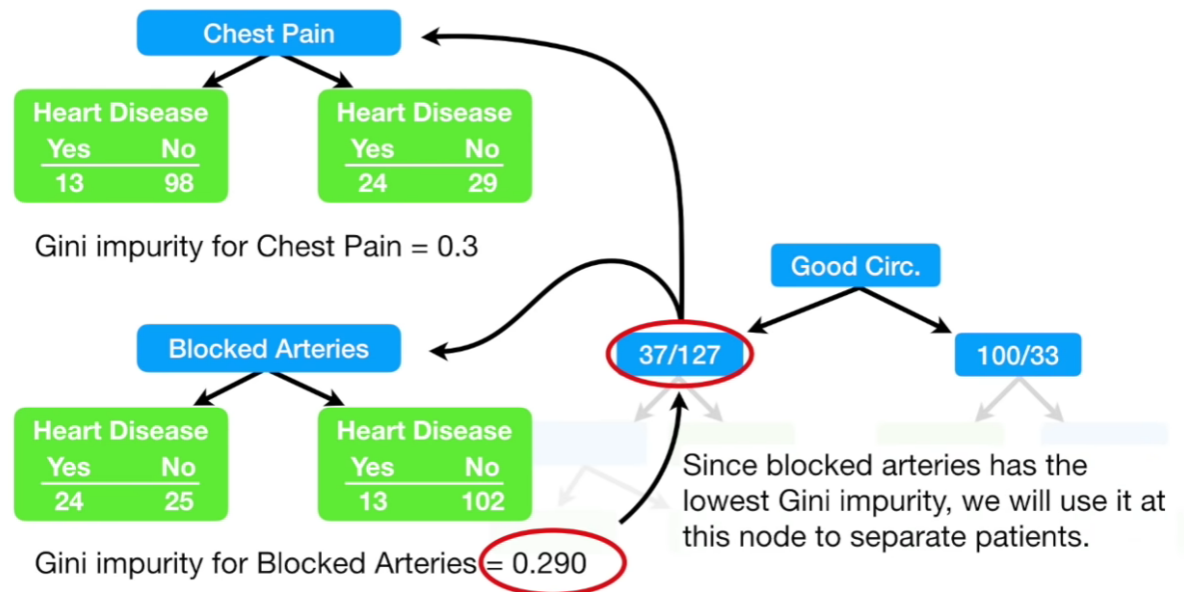 Chest Pain
Heart Disease
Yes No
13 98
Heart Disease
Yes No
24 29
Gini impurity for Chest Pain = 0.3
Good Circ.
37/127
100/33
Blocked Arteries
Heart Disease
Yes No
24 25
Heart Disease
Yes No
13 102
Gini impurity for Blocked Arteries = 0.290
Since blocked arteries has the
lowest Gini impurity, we will use it at
this node to separate patients.